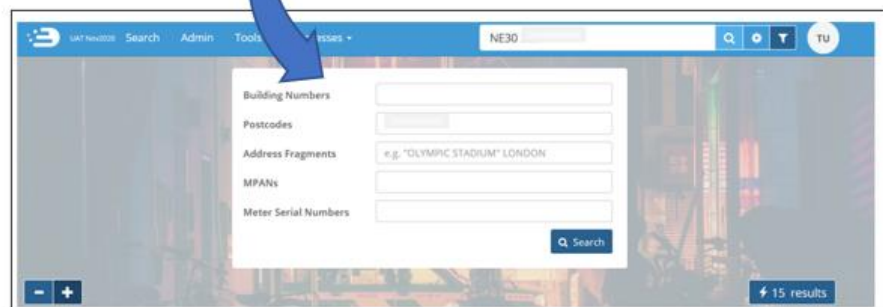 UAT Nov2020 Search Admin Tools NE30 TU
Building Numbers
Postcodes
Address Fragments e.g. "OLYMPIC STADIUM" LONDON
MPANs
Meter Serial Numbers
Search
- + 15 results